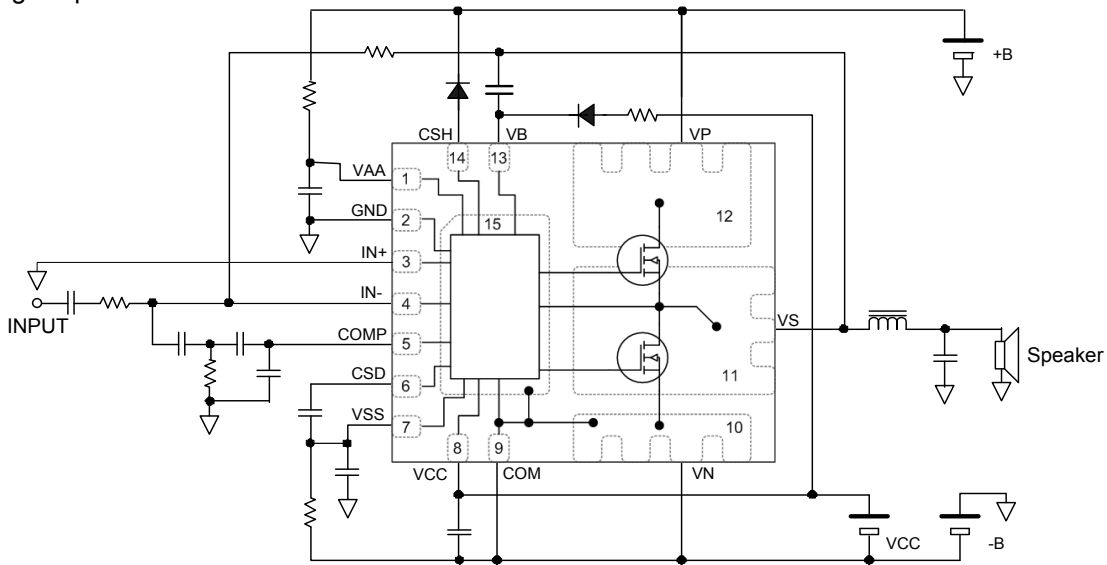 +B
CSH
VB
VP
14
13
VAA
1
GND
2
15
12
IN+
3
IN-
4
INPUT
VS
COMP
5
Speaker
CSD
6
11
VSS
7
10
8
9
VCC
COM
VN
VCC
-B